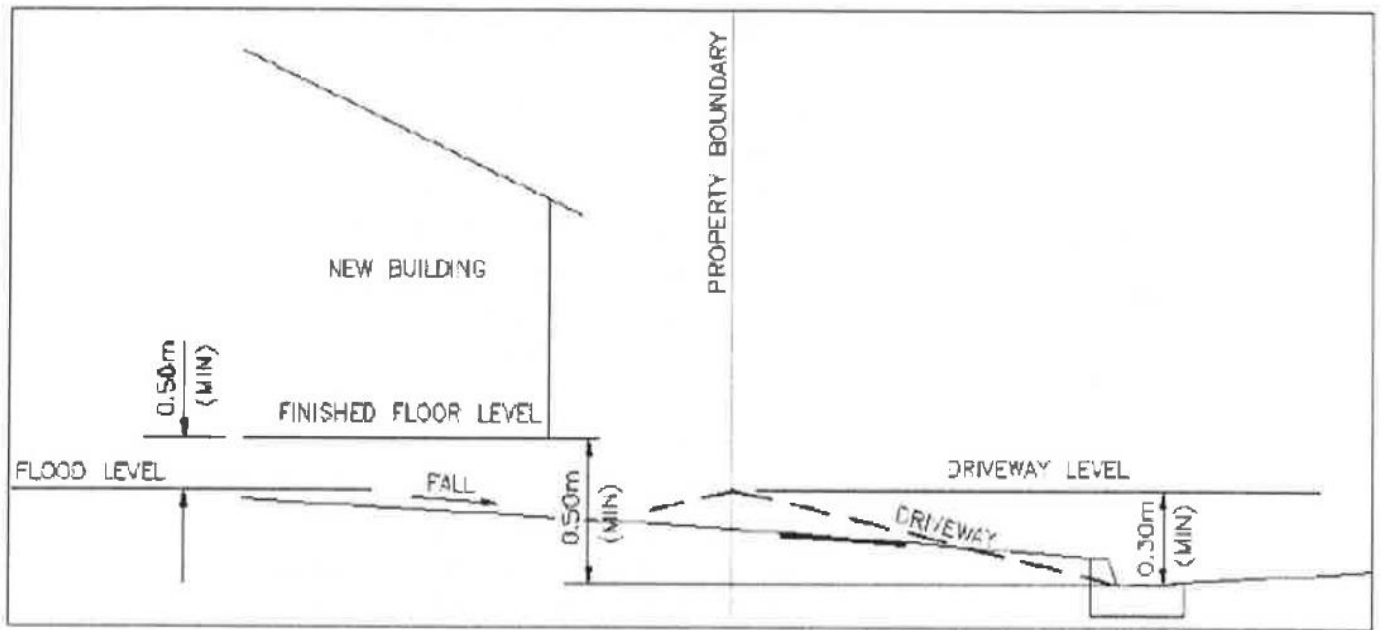 PROPERTY BOUNDARY
NEW BUILDING
0.50m
(MIN)
FINISHED FLOOR LEVEL
FLOOD LEVEL
FALL
0.50m
(MIN)
DRIVEWAY LEVEL
DRIVEWAY
0.30m
(MIN)